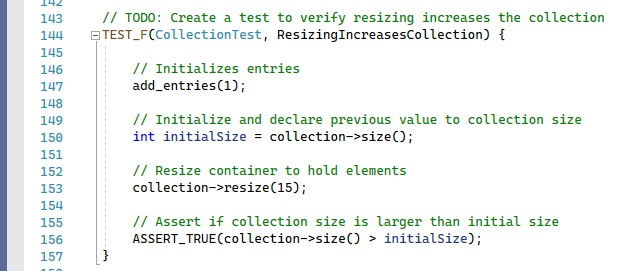 142
143 // TODO: Create a test to verify resizing increases the collection
144 TEST_F(CollectionTest, ResizingIncreasesCollection) {
145
146 // Initializes entries
147 add_entries(1);
148
149 // Initialize and declare previous value to collection size
150 int initialSize = collection->size();
151
152 // Resize container to hold elements
153 collection->resize(15);
154
155 // Assert if collection size is larger than initial size
156 ASSERT_TRUE(collection->size() > initialSize);
157 }